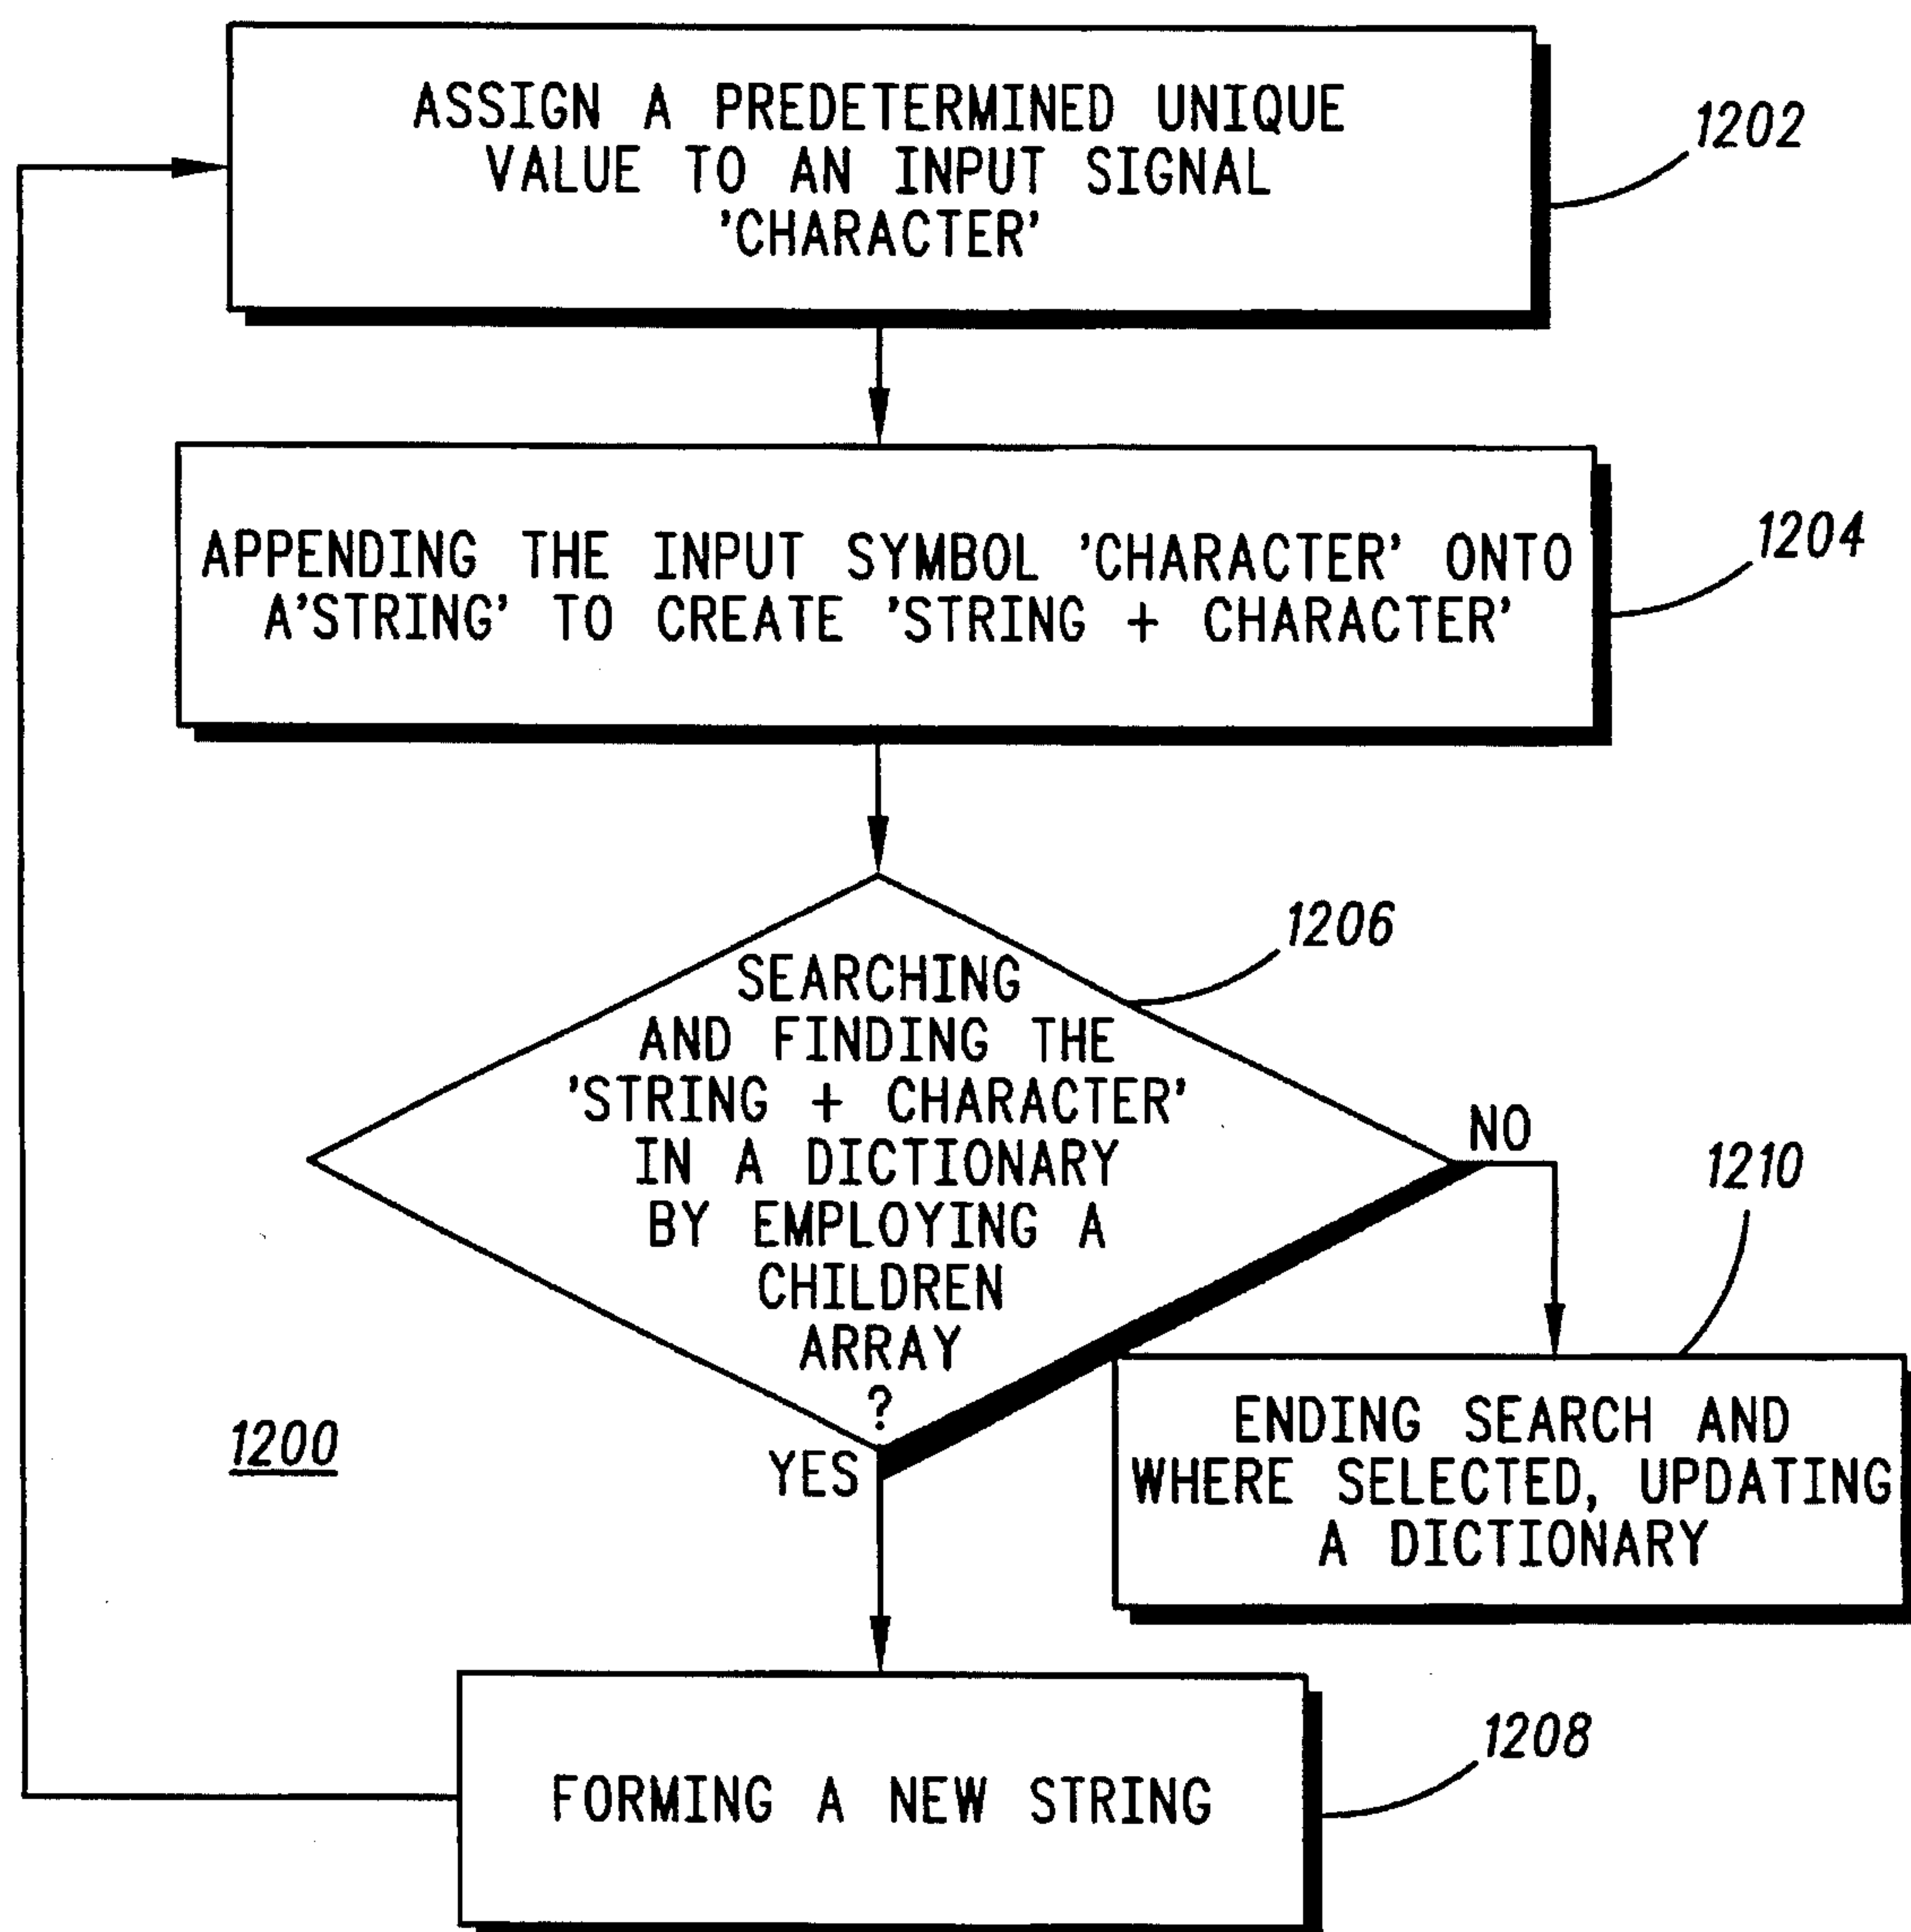 ASSIGN A PREDETERMINED UNIQUE
VALUE TO AN INPUT SIGNAL
'CHARACTER'
1202
APPENDING THE INPUT SYMBOL 'CHARACTER' ONTO
A'STRING' TO CREATE 'STRING + CHARACTER'
1204
SEARCHING
AND FINDING THE
'STRING + CHARACTER'
IN A DICTIONARY
BY EMPLOYING A
CHILDREN
ARRAY
?
1206
NO
1210
YES
1200
ENDING SEARCH AND
WHERE SELECTED, UPDATING
A DICTIONARY
FORMING A NEW STRING
1208